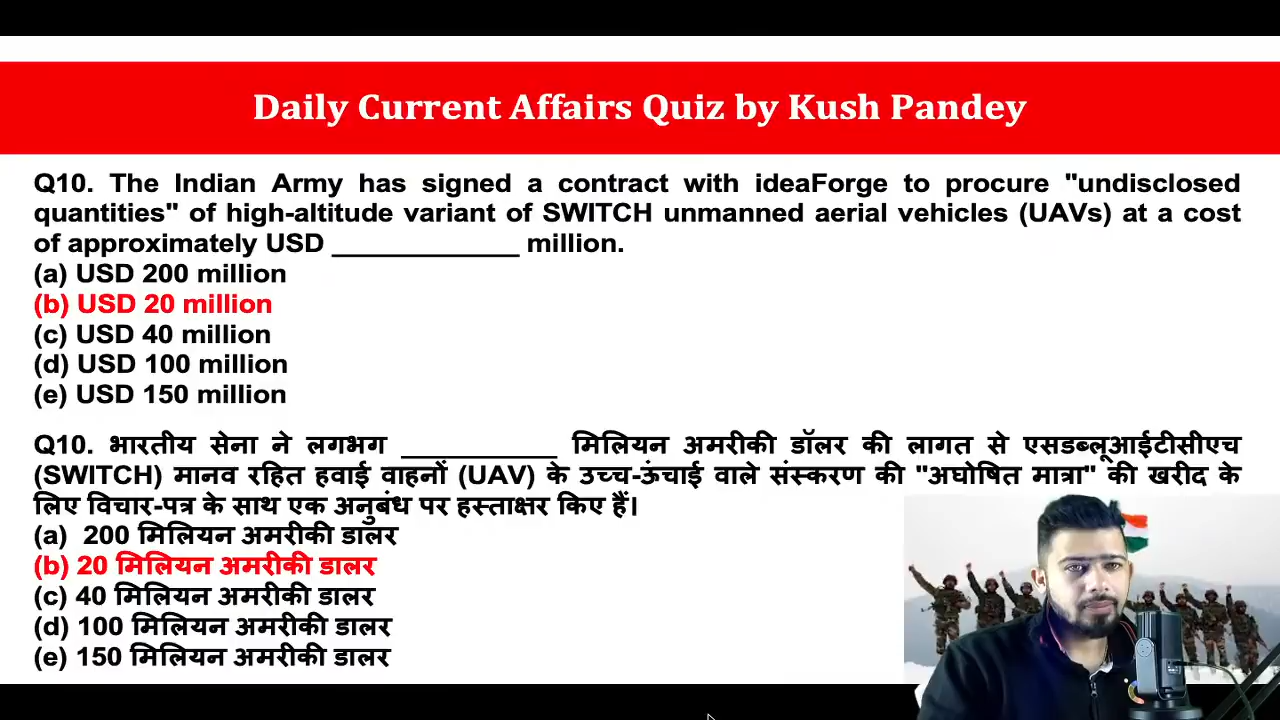 Daily Current Affairs Quiz by Kush Pandey
Q10. The Indian Army has signed a contract with ideaForge to procure "undisclosed
quantities" of high-altitude variant of SWITCH unmanned aerial vehicles (UAVs) at a cost
of approximately USD _____________ million.
(a) USD 200 million
(b) USD 20 million
(c) USD 40 million
(d) USD 100 million
(e) USD 150 million
Q10. भारतीय सेना ने लगभग ___________ मिलियन अमरीकी डॉलर की लागत से एसडब्लूआईटीसीएच
(SWITCH) मानव रहित हवाई वाहनों (UAV) के उच्च-ऊंचाई वाले संस्करण की "अघोषित मात्रा" की खरीद के
लिए विचार-पत्र के साथ एक अनुबंध पर हस्ताक्षर किए हैं।
(a) 200 मिलियन अमरीकी डालर
(b) 20 मिलियन अमरीकी डालर
(c) 40 मिलियन अमरीकी डालर
(d) 100 मिलियन अमरीकी डालर
(e) 150 मिलियन अमरीकी डालर